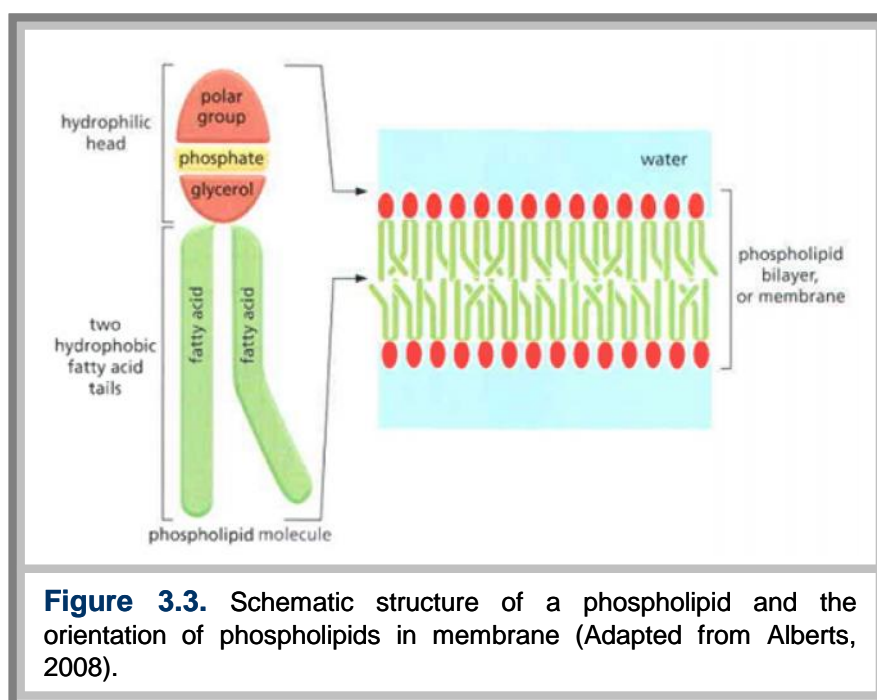 polar
group
hydrophilic
head
phosphate
glycerol
water
phospholipid
bilayer,
or membrane
fatty acid
fatty acid
two
hydrophobic
fatty acid
tails
phospholipid molecule
Figure 3.3. Schematic structure of a phospholipid and the
orientation of phospholipids in membrane (Adapted from Alberts,
2008).